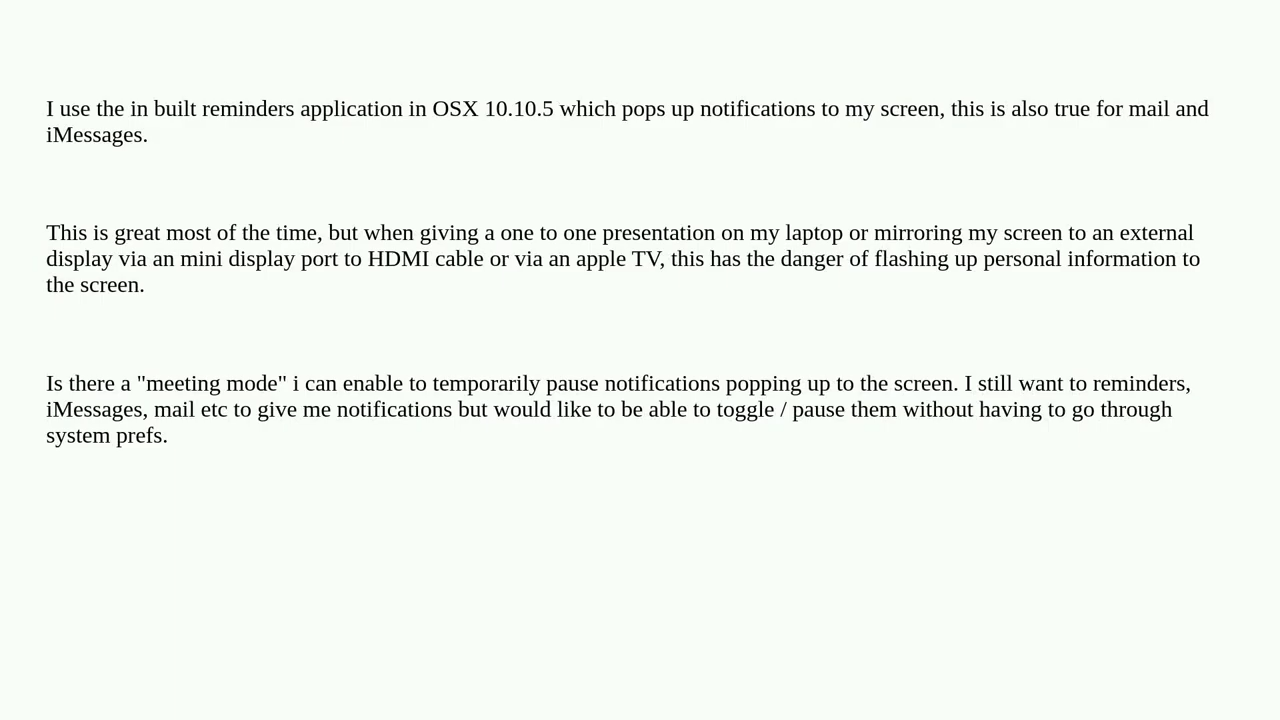 I use the in built reminders application in OSX 10.10.5 which pops up notifications to my screen, this is also true for mail and
iMessages.
This is great most of the time, but when giving a one to one presentation on my laptop or mirroring my screen to an external
display via an mini display port to HDMI cable or via an apple TV, this has the danger of flashing up personal information to
the screen.
Is there a "meeting mode" i can enable to temporarily pause notifications popping up to the screen. I still want to reminders,
iMessages, mail etc to give me notifications but would like to be able to toggle / pause them without having to go through
system prefs.